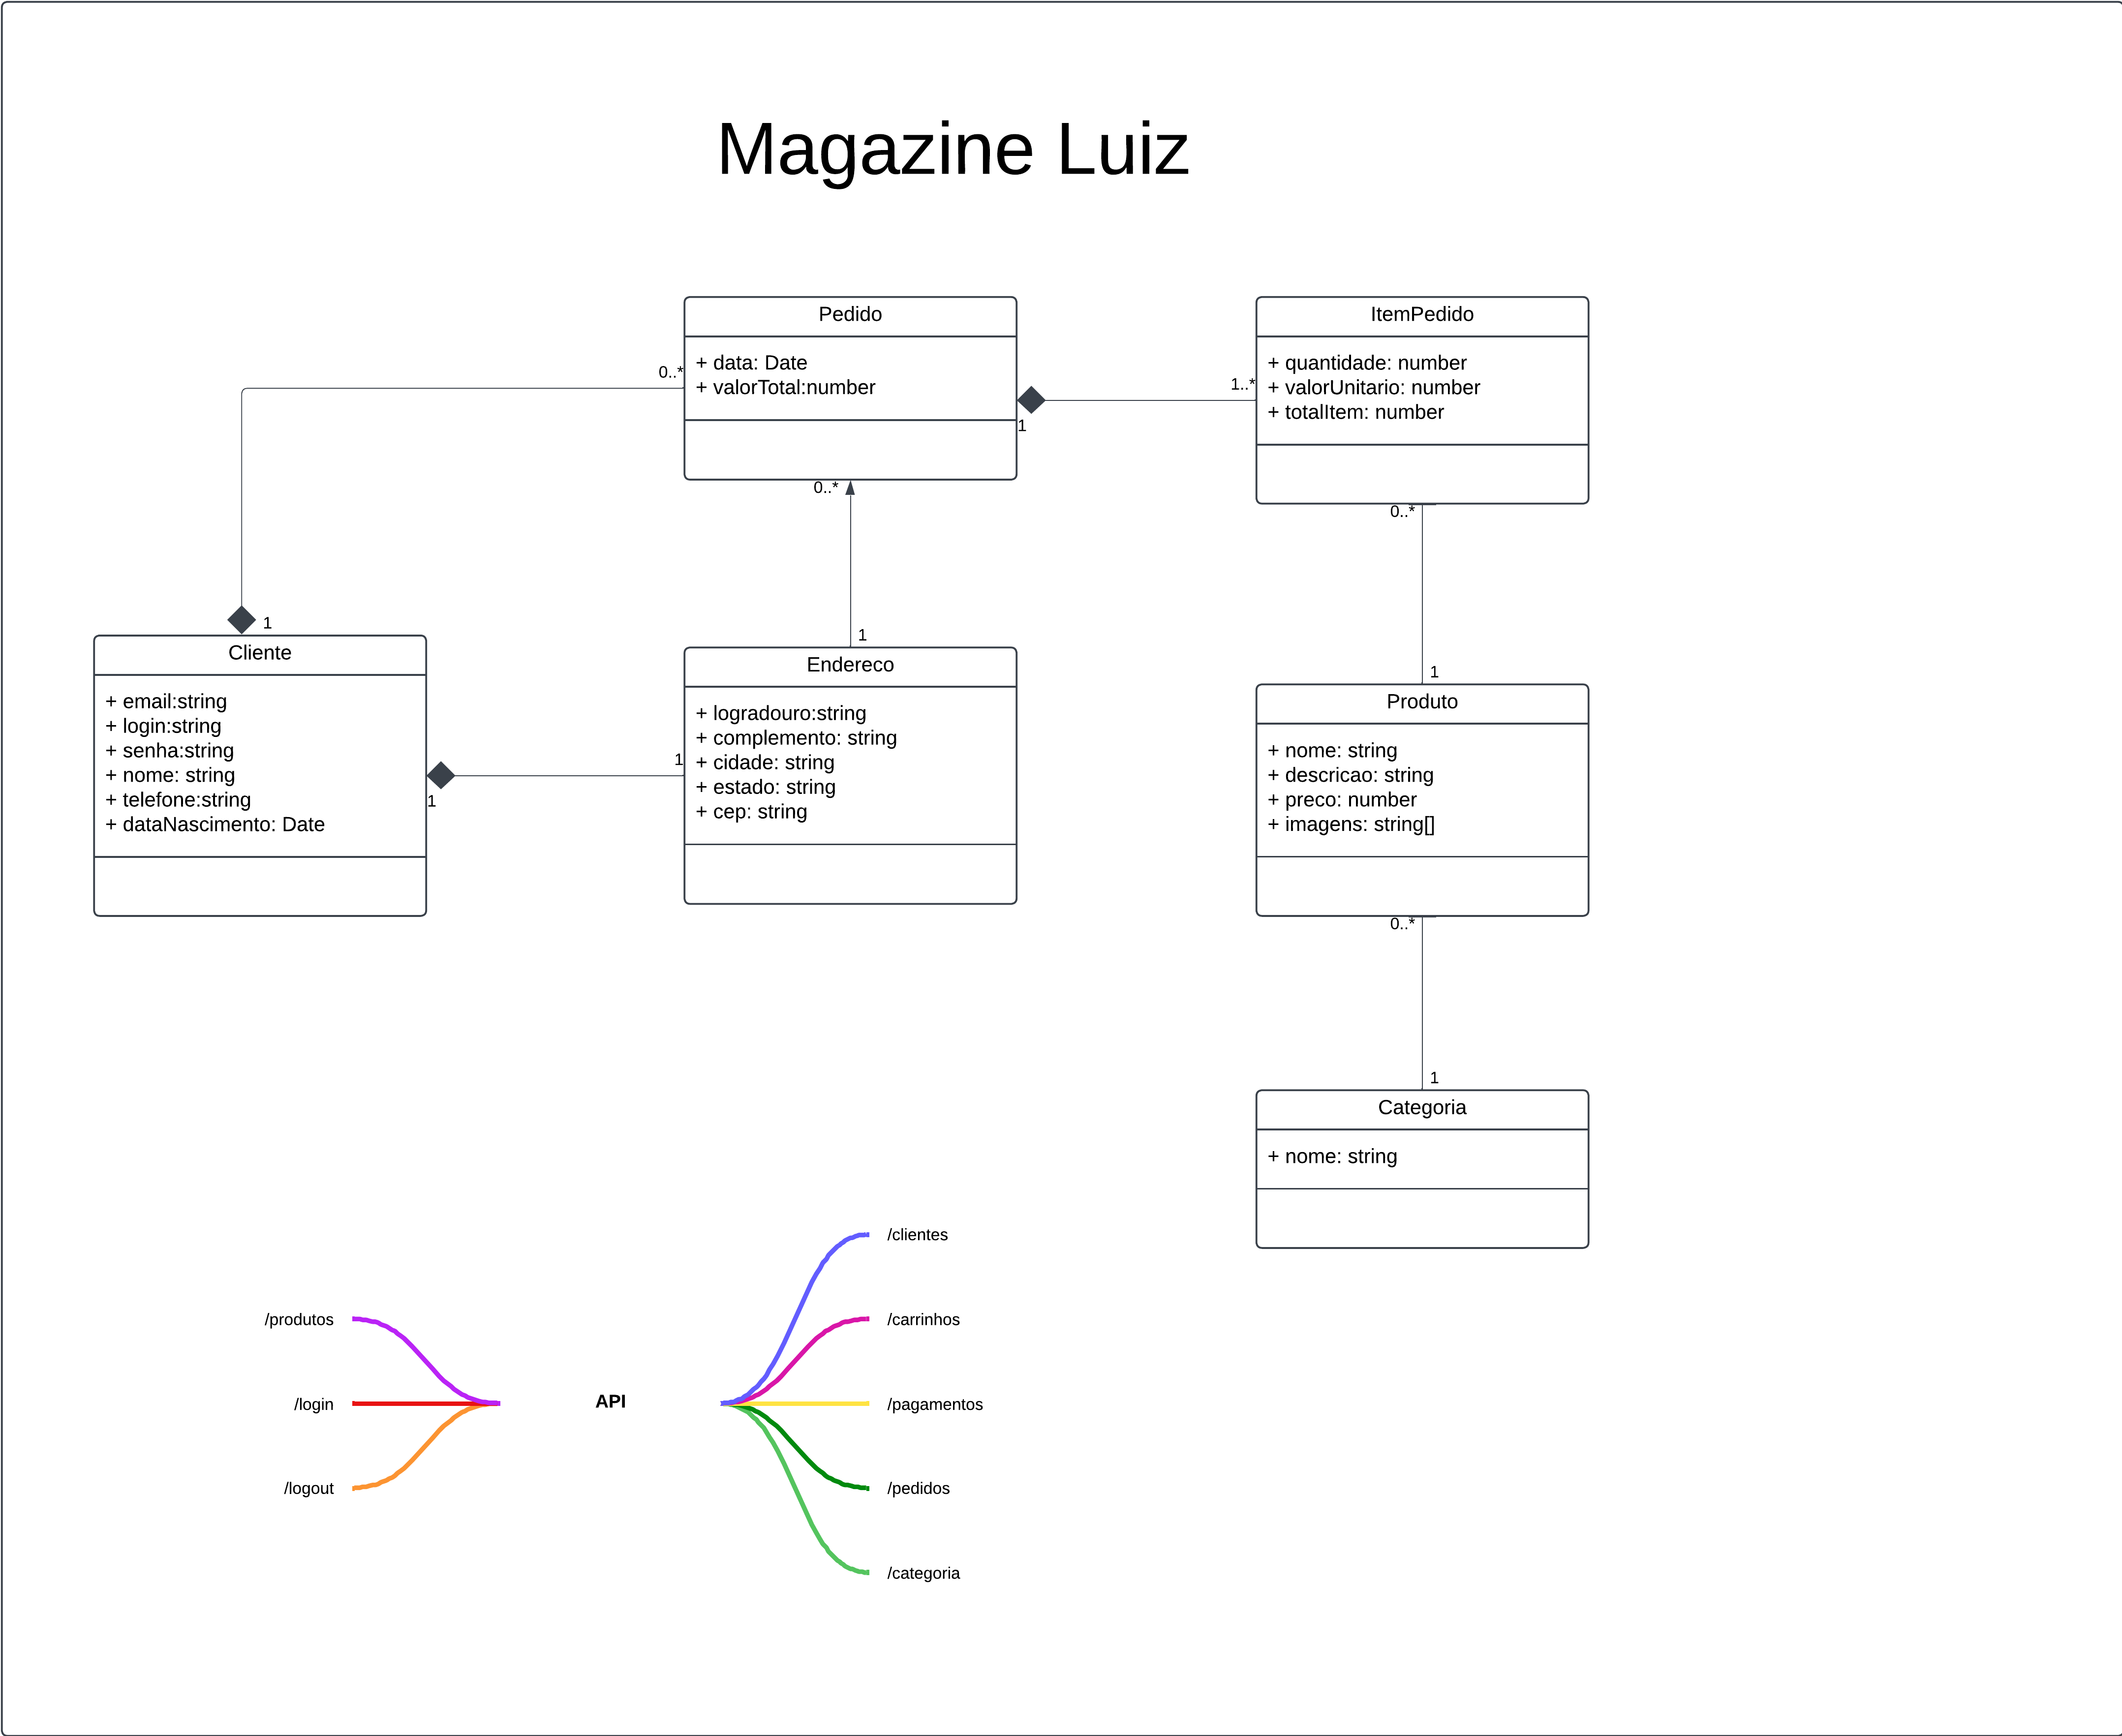 Magazine Luiz
Pedido
+ data: Date
+ valorTotal:number
0..*
1
ItemPedido
+ quantidade: number
+ valorUnitario: number
+ totalItem: number
1..*
0..*
0..*
1
1
Cliente
+ email:string
+ login:string
+ senha:string
+ nome: string
+ telefone:string
+ dataNascimento: Date
1
1
Endereco
+ logradouro:string
+ complemento: string
+ cidade: string
+ estado: string
+ cep: string
1
Produto
+ nome: string
+ descricao: string
+ preco: number
+ imagens: string[]
0..*
1
Categoria
+ nome: string
API
/produtos
/login
/logout
/clientes
/carrinhos
/pagamentos
/pedidos
/categoria